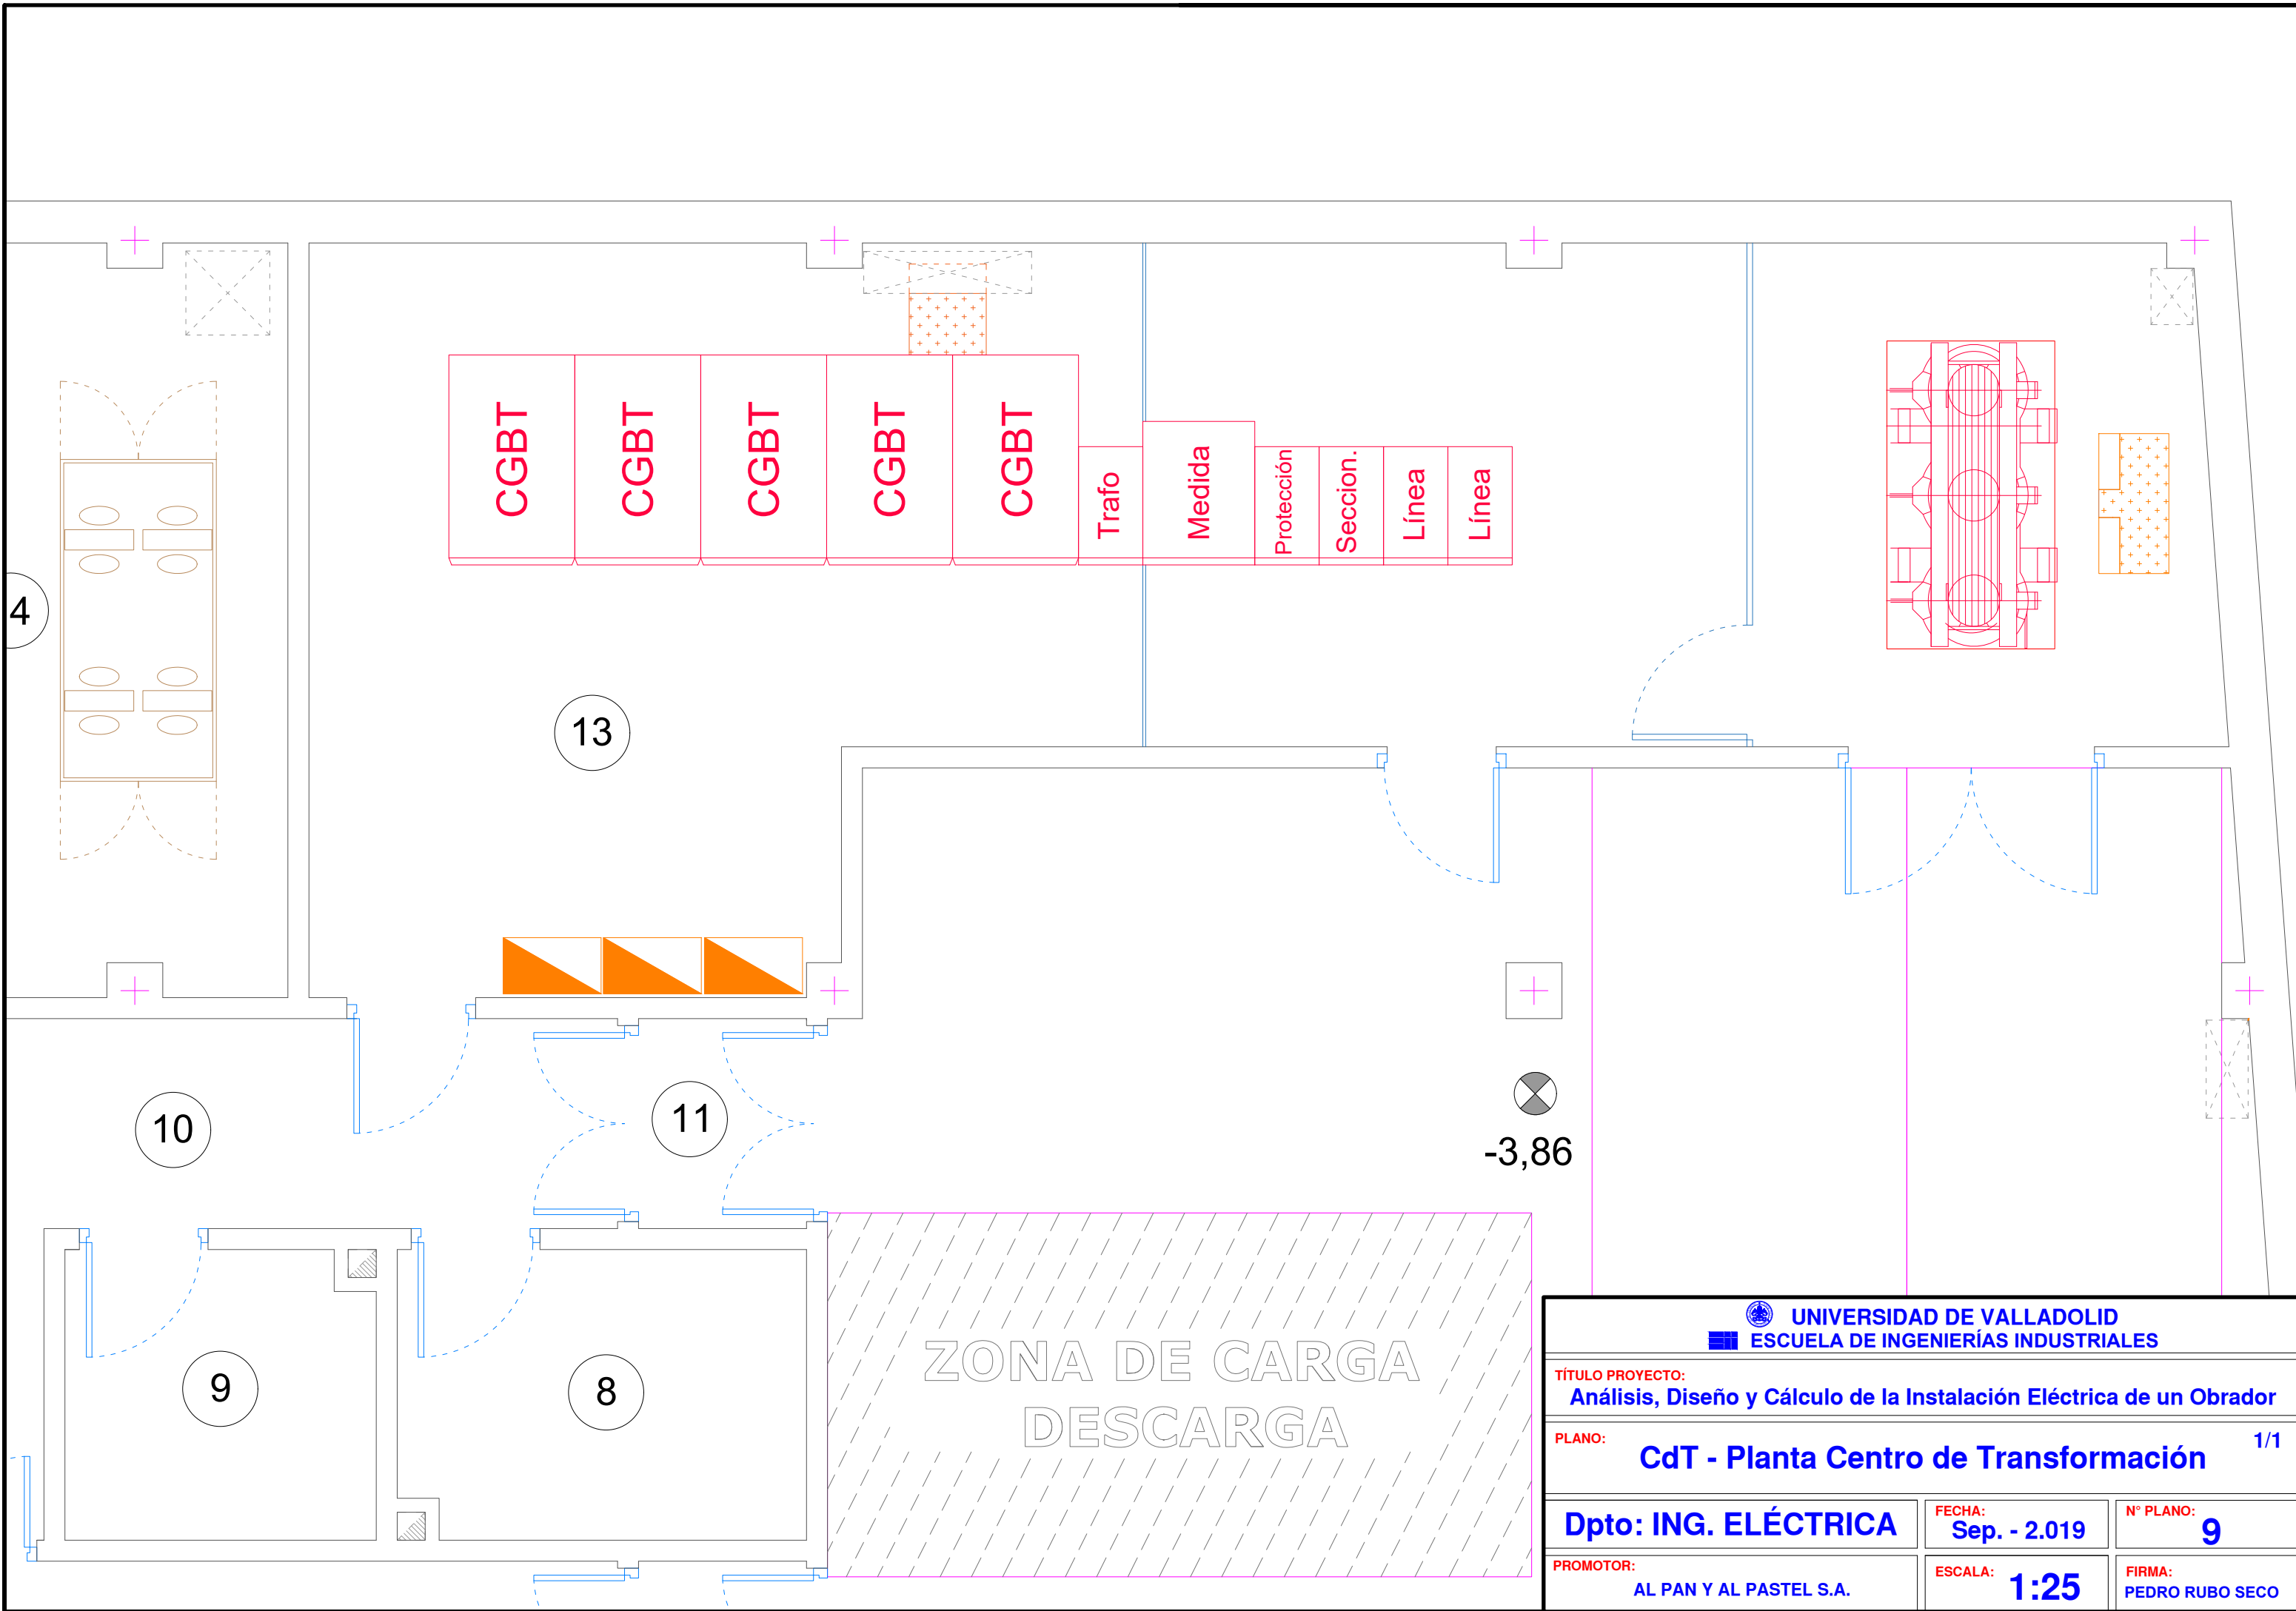 CGBT
CGBT
CGBT
CGBT
CGBT
Trafo
Medida
Protección
Seccion.
Línea
Línea
4
13
10
11
-3,86
9
8
ZONA DE CARGA
DESCARGA
UNIVERSIDAD DE VALLADOLID
ESCUELA DE INGENIERÍAS INDUSTRIALES
TÍTULO PROYECTO:
Análisis, Diseño y Cálculo de la Instalación Eléctrica de un Obrador
PLANO:
CdT - Planta Centro de Transformación
1/1
Dpto: ING. ELÉCTRICA
FECHA:
Sep. - 2.019
N° PLANO:
9
PROMOTOR:
AL PAN Y AL PASTEL S.A.
ESCALA:
1:25
FIRMA:
PEDRO RUBO SECO